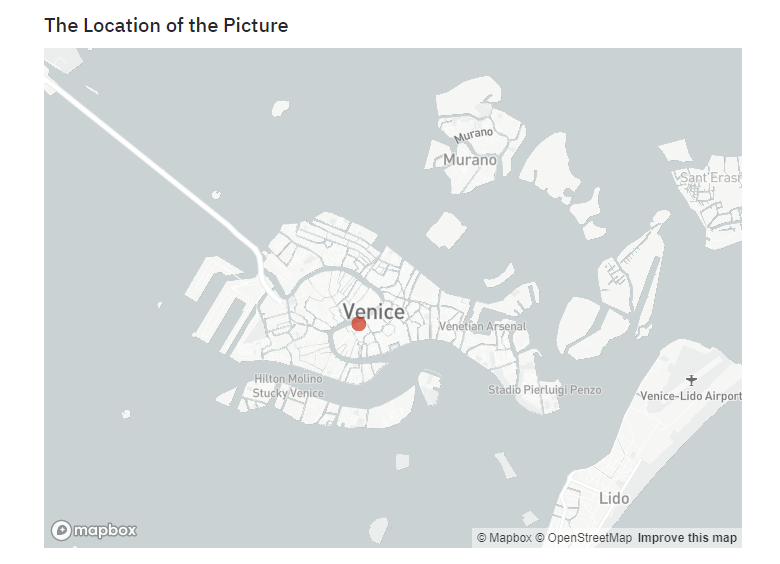 The Location of the Picture
Murano
Murano
Sant'Eras
Venice
Venetian Arsenal
Hilton Molino
Stucky Venice
Stadio Pierluigi Penzo
Venice-Lido Airport
Lido
mapbox
© Mapbox © OpenStreetMap Improve this map